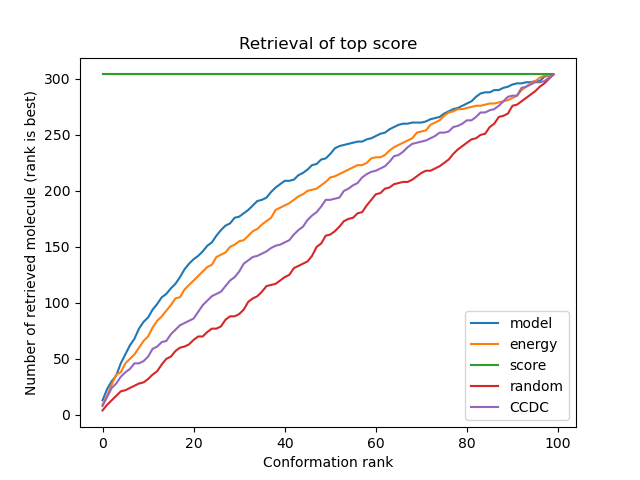 Retrieval of top score
Number of retrieved molecule (rank is best)
300
250
200
150
100
50
0
model
energy
score
random
CCDC
0 20 40 60 80 100
Conformation rank